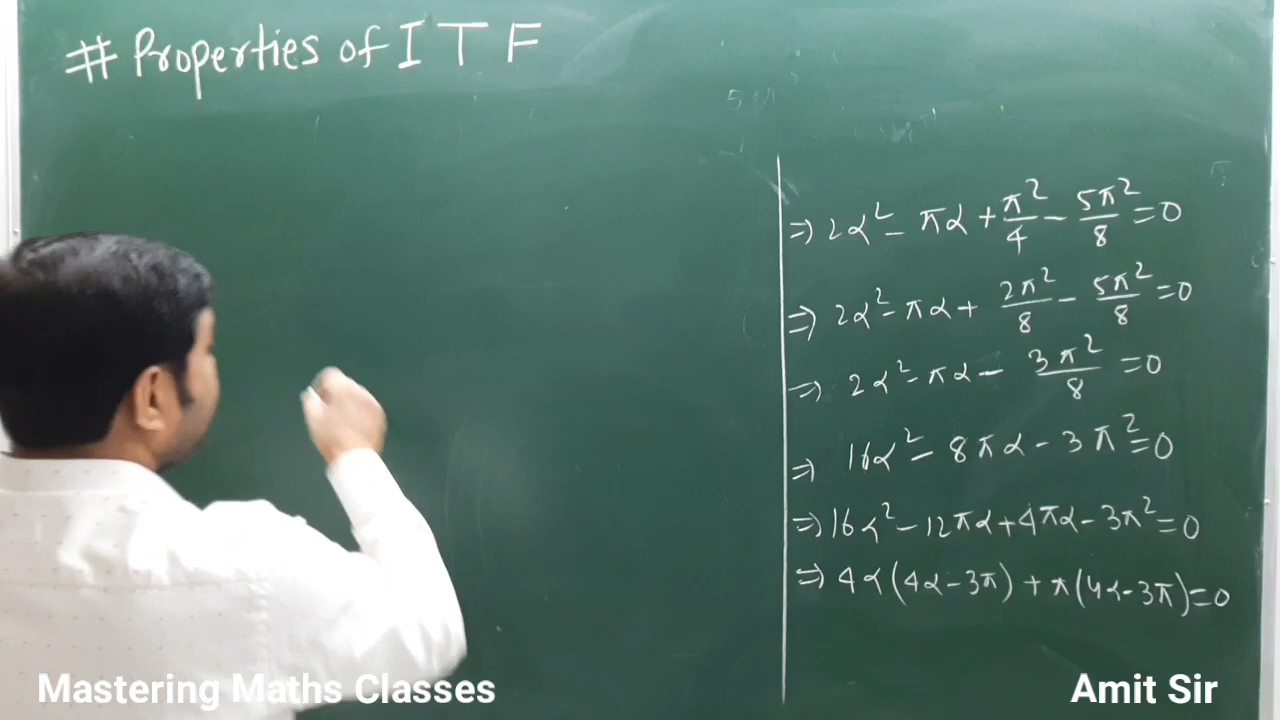 # Properties of I T F
⇒ 2α² - πα + π²/4 - 5π²/8 = 0
⇒ 2α² - πα + 2π²/8 - 5π²/8 = 0
⇒ 2α² - πα - 3π²/8 = 0
⇒ 16α² - 8πα - 3π² = 0
⇒ 16α² - 12πα + 4πα - 3π² = 0
⇒ 4α(4α - 3π) + π(4α - 3π) = 0
Mastering Maths Classes
Amit Sir